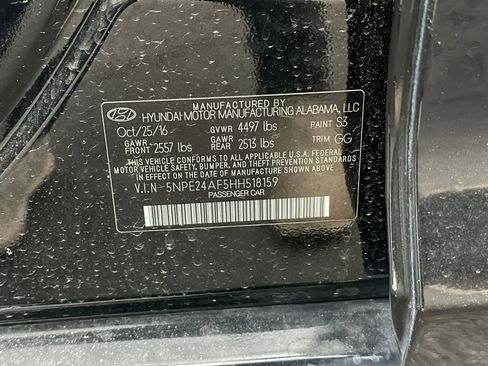 MANUFACTURED BY
HYUNDAI MOTOR MANUFACTURING ALABAMA, LLC
Oct/25/16 GVWR 4497 lbs PAINT S3
GAWR FRONT 2557 lbs GAWR REAR 2513 lbs TRIM GG
THIS VEHICLE CONFORMS TO ALL APPLICABLE U.S. FEDERAL
MOTOR VEHICLE SAFETY, BUMPER, AND THEFT PREVENTION STANDARDS
IN EFFECT ON THE DATE OF MANUFACTURE SHOWN ABOVE.
V.I.N -5NPE24AF5HH518159
PASSENGER CAR